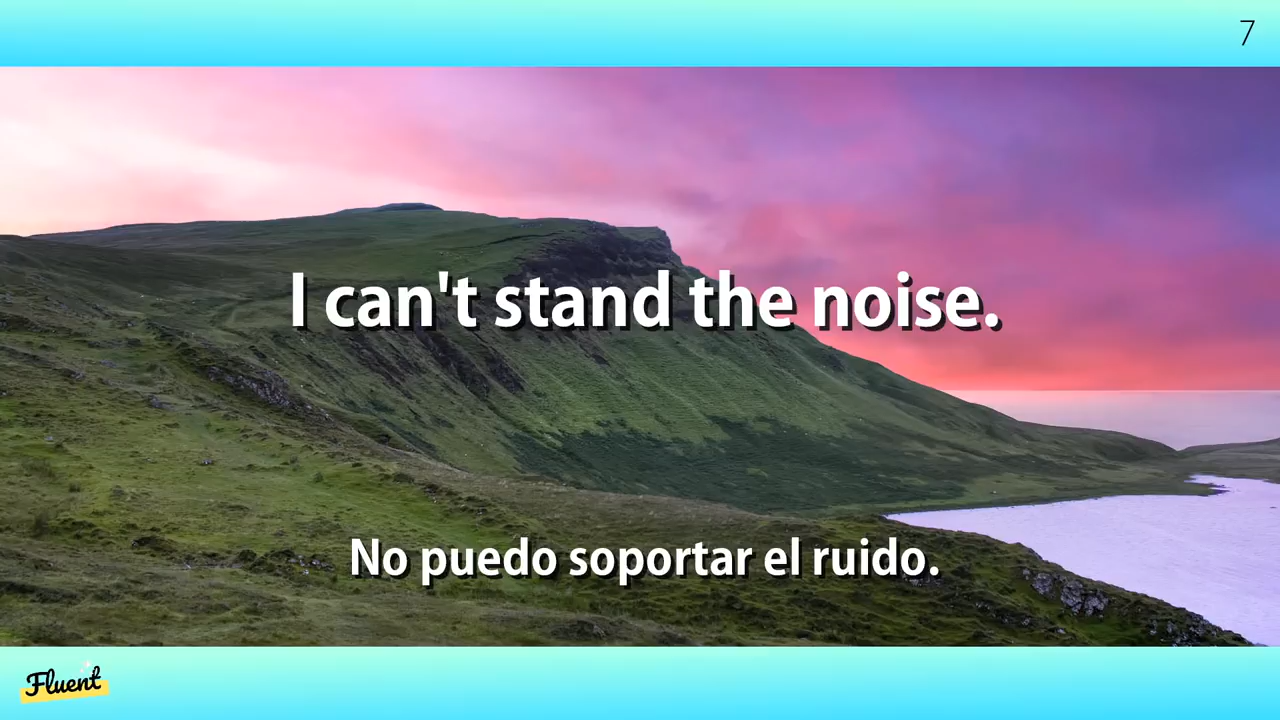 7
I can't stand the noise.
No puedo soportar el ruido.
Fluent